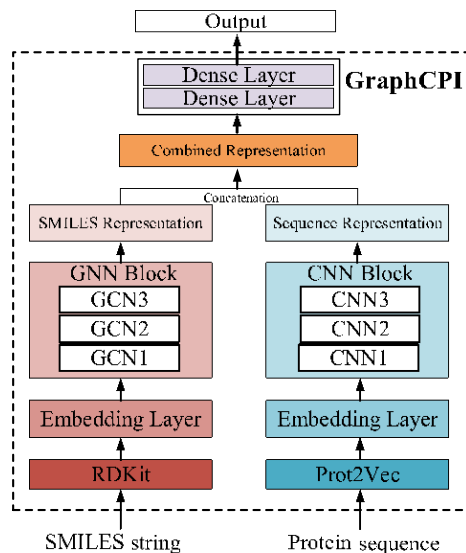 Output
Dense Layer
GraphCPI
Dense Layer
Combined Representation
Concatenation
SMILES Representation
Sequence Representation
GNN Block
CNN Block
GCN3
CNN3
GCN2
CNN2
GCN1
CNN1
Embedding Layer
Embedding Layer
RDKit
Prot2Vec
SMILES string
Protein sequence